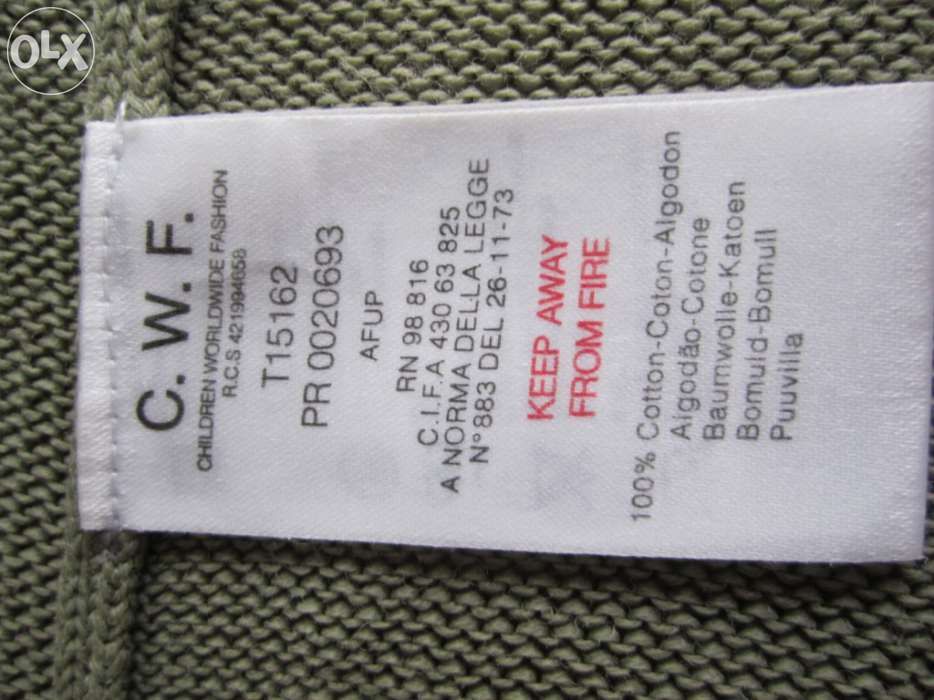 OLX
C. W. F.
CHILDREN WORLDWIDE FASHION
R.C.S 421994658
T15162
PR 0020693
AFUP
RN 98 816
C.I.F.A 430 63 825
A NORMA DELLA LEGGE
N°883 DEL 26-11-73
KEEP AWAY
FROM FIRE
100% Cotton-Coton-Algodon
Algodão-Cotone
Baumwolle-Katoen
Bomuld-Bomull
Puuvilla